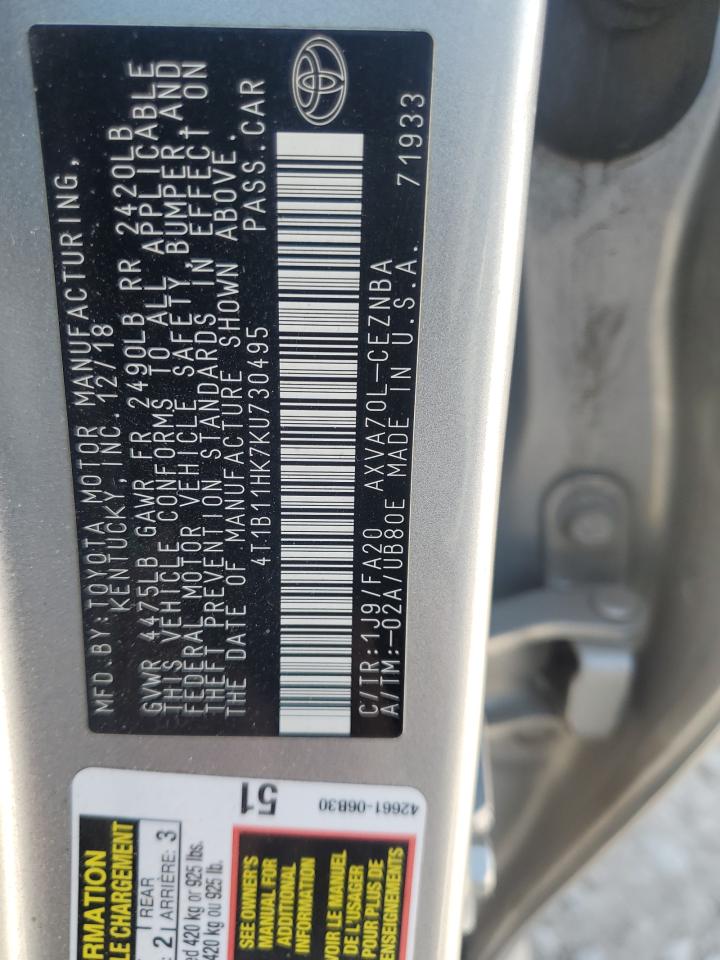 MFD. BY: TOYOTA MOTOR MANUFACTURING,
KENTUCKY, INC. 12/18
GVWR 4475LB GAWR FR 2490LB RR 2420LB
THIS VEHICLE CONFORMS TO ALL APPLICABLE
FEDERAL MOTOR VEHICLE SAFETY, BUMPER, AND
THEFT PREVENTION STANDARDS IN EFFECT ON
THE DATE OF MANUFACTURE SHOWN ABOVE.
4T1B11HK7KU730495 PASS. CAR
C/TR: 1J9/FA20 AXVA70L-CEZNBA
A/TM:-02A/UB80E MADE IN U.S.A. 71933
RMATION
LE CHARGEMENT
: 2 REAR
ARRIÈRE: 3
ed 420 kg or 925 lbs.
420 kg ou 925 lb.
51
42661-06B30
SEE OWNER'S
MANUAL FOR
ADDITIONAL
INFORMATION
VOIR LE MANUEL
DE L'USAGER
POUR PLUS DE
RENSEIGNEMENTS